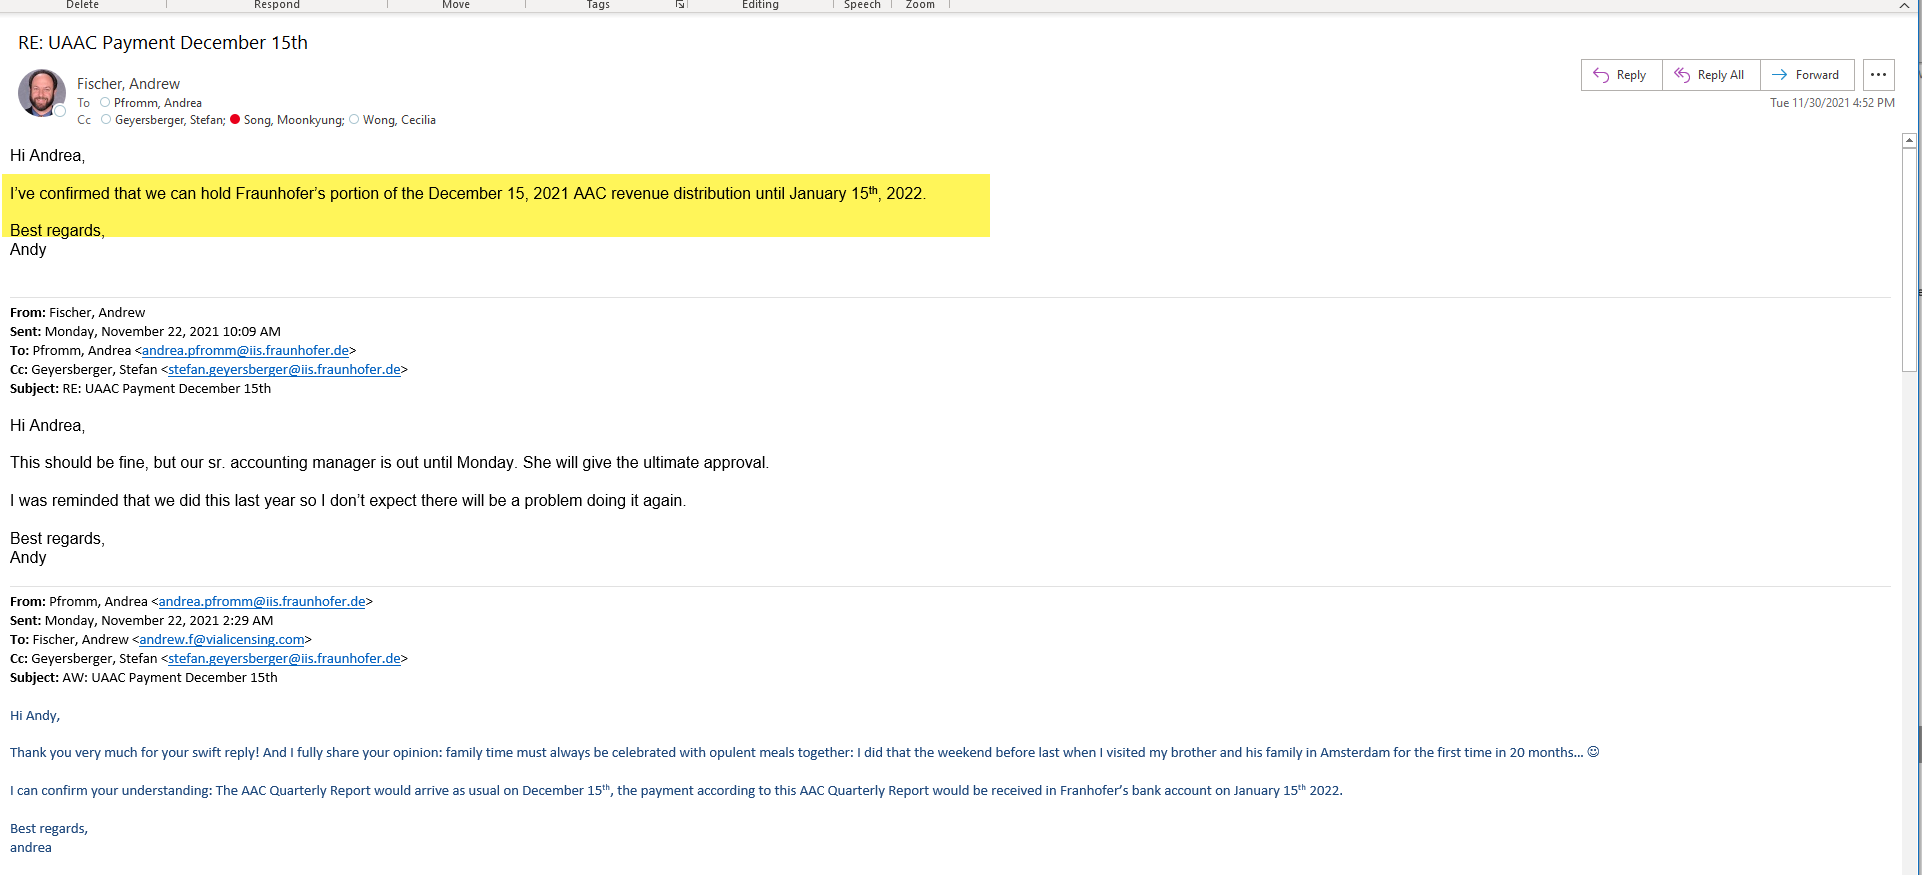 Delete Respond Move Tags Editing Speech Zoom
RE: UAAC Payment December 15th
Fischer, Andrew
To Pfromm, Andrea
Cc Geyersberger, Stefan; Song, Moonkyung; Wong, Cecilia
Reply Reply All Forward ...
Tue 11/30/2021 4:52 PM
Hi Andrea,
I've confirmed that we can hold Fraunhofer's portion of the December 15, 2021 AAC revenue distribution until January 15th, 2022.
Best regards,
Andy
From: Fischer, Andrew
Sent: Monday, November 22, 2021 10:09 AM
To: Pfromm, Andrea <andrea.pfromm@iis.fraunhofer.de>
Cc: Geyersberger, Stefan <stefan.geyersberger@iis.fraunhofer.de>
Subject: RE: UAAC Payment December 15th
Hi Andrea,
This should be fine, but our sr. accounting manager is out until Monday. She will give the ultimate approval.
I was reminded that we did this last year so I don't expect there will be a problem doing it again.
Best regards,
Andy
From: Pfromm, Andrea <andrea.pfromm@iis.fraunhofer.de>
Sent: Monday, November 22, 2021 2:29 AM
To: Fischer, Andrew <andrew.f@vialicensing.com>
Cc: Geyersberger, Stefan <stefan.geyersberger@iis.fraunhofer.de>
Subject: AW: UAAC Payment December 15th
Hi Andy,
Thank you very much for your swift reply! And I fully share your opinion: family time must always be celebrated with opulent meals together: I did that the weekend before last when I visited my brother and his family in Amsterdam for the first time in 20 months... ☺
I can confirm your understanding: The AAC Quarterly Report would arrive as usual on December 15th, the payment according to this AAC Quarterly Report would be received in Franhofer's bank account on January 15th 2022.
Best regards,
andrea